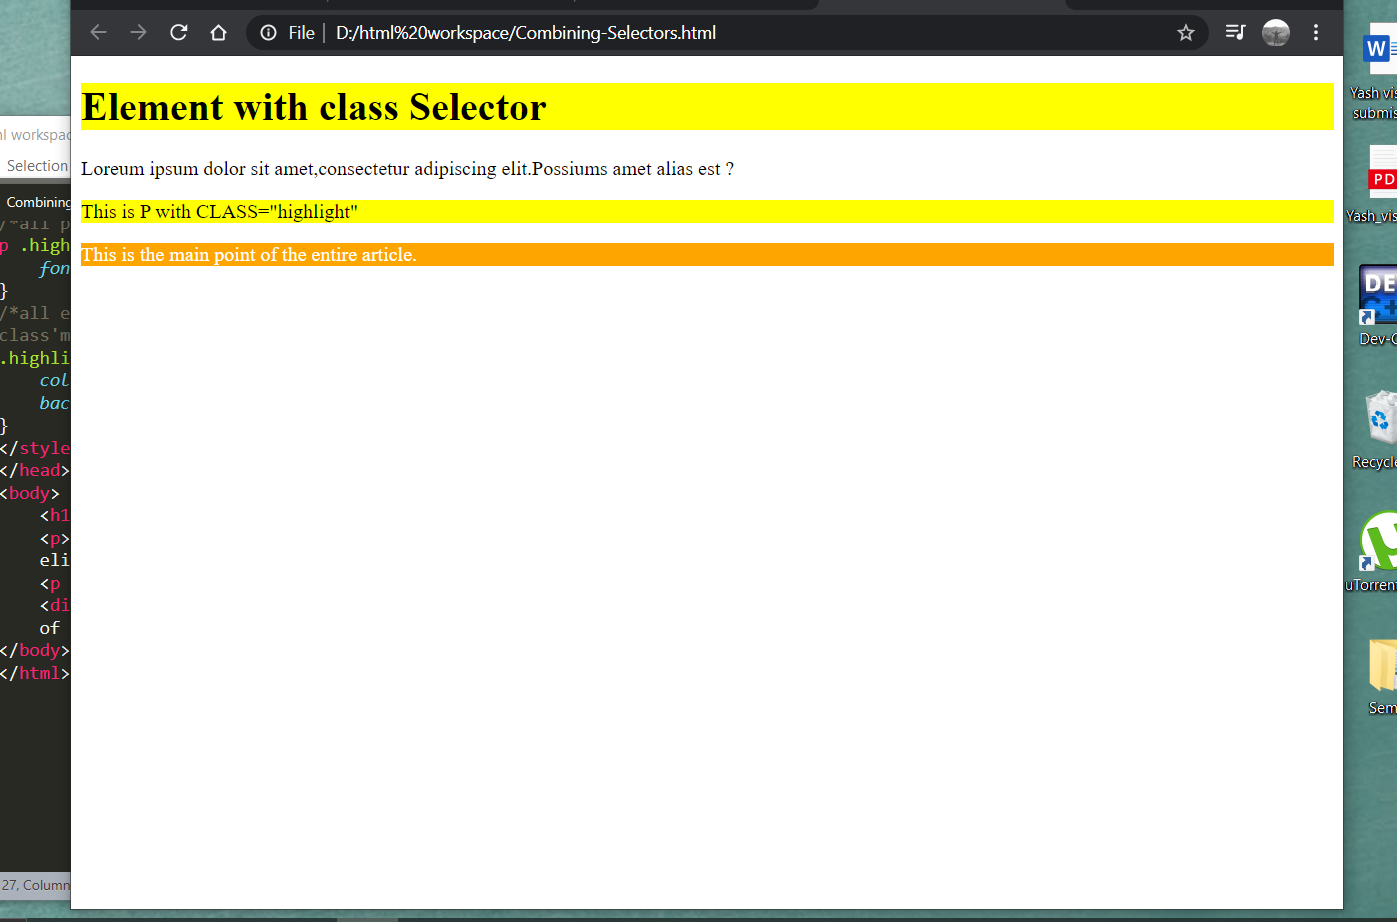 File D:/html%20workspace/Combining-Selectors.html
Element with class Selector
Loreum ipsum dolor sit amet,consectetur adipiscing elit.Possiums amet alias est ?
This is P with CLASS="highlight"
This is the main point of the entire article.
ml workspac
Selection
Combining
/*all p
p .high
fon
}
/*all e
class'm
.highli
col
bac
}
</style
</head>
<body>
<h1
<p>
eli
<p
<di
of
</body>
</html>
27, Column
W
Yash vis
submis
PD
Yash_vis
DE
C+
Dev-C
Recycle
µ
uTorrent
Sem